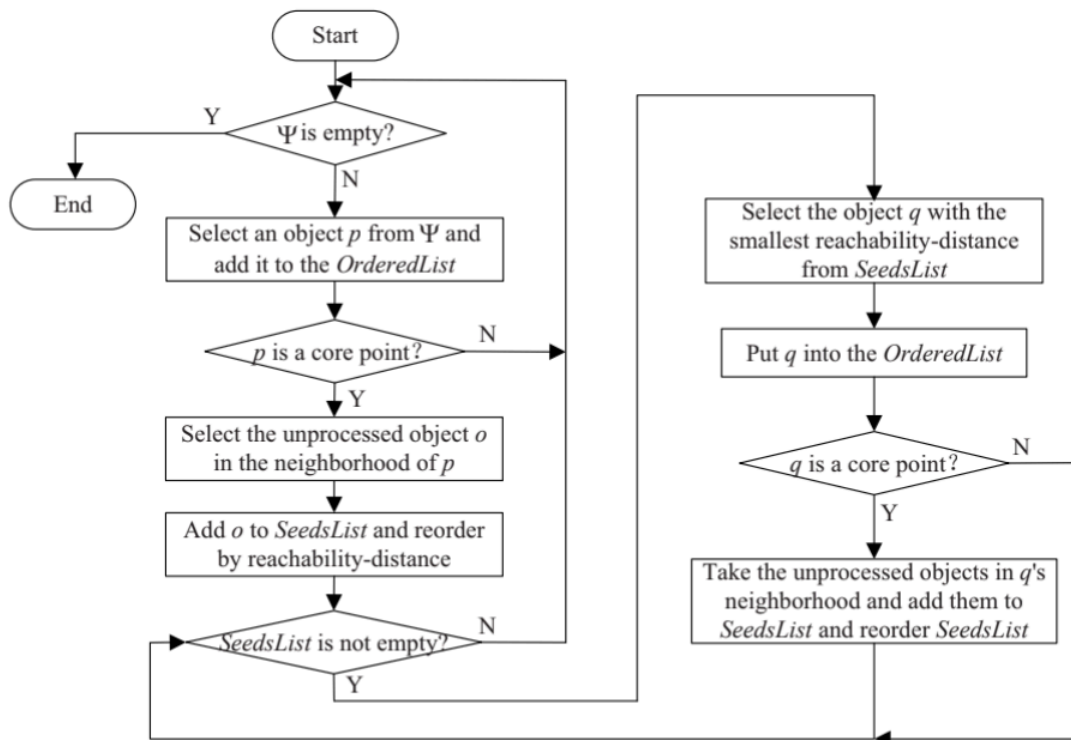 Start
Y
Ψ is empty?
N
End
Select an object p from Ψ and
add it to the OrderedList
p is a core point?
N
Y
Select the unprocessed object o
in the neighborhood of p
Add o to SeedsList and reorder
by reachability-distance
SeedsList is not empty?
N
Y
Select the object q with the
smallest reachability-distance
from SeedsList
Put q into the OrderedList
q is a core point?
N
Y
Take the unprocessed objects in q's
neighborhood and add them to
SeedsList and reorder SeedsList